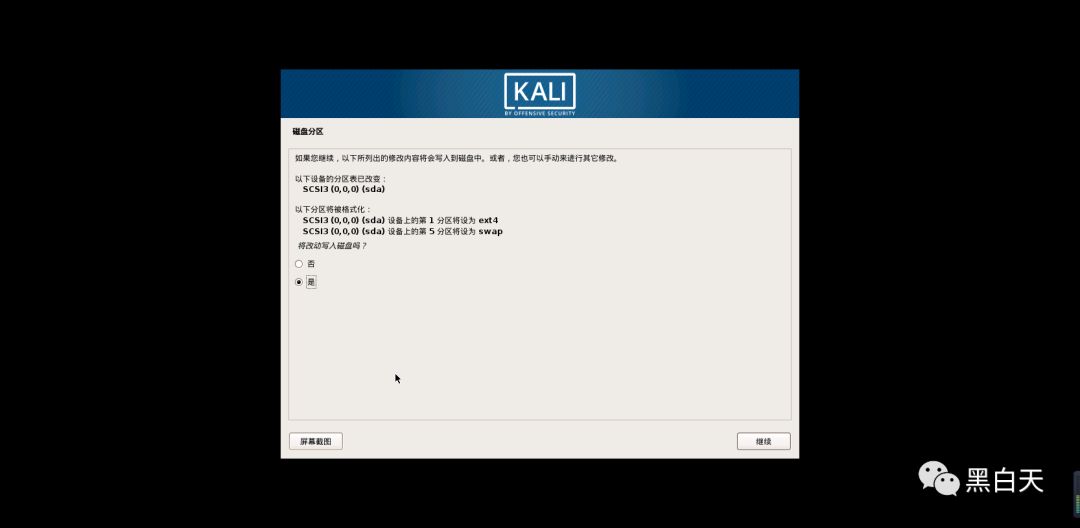 KALI
BY OFFENSIVE SECURITY
磁盘分区
如果您继续，以下所列出的修改内容将会写入到磁盘中。或者，您也可以手动来进行其它修改。
以下设备的分区表已改变：
SCSI3 (0,0,0) (sda)
以下分区将被格式化：
SCSI3 (0,0,0) (sda) 设备上的第 1 分区将设为 ext4
SCSI3 (0,0,0) (sda) 设备上的第 5 分区将设为 swap
将改动写入磁盘吗？
否
是
屏幕截图
继续
黑白天